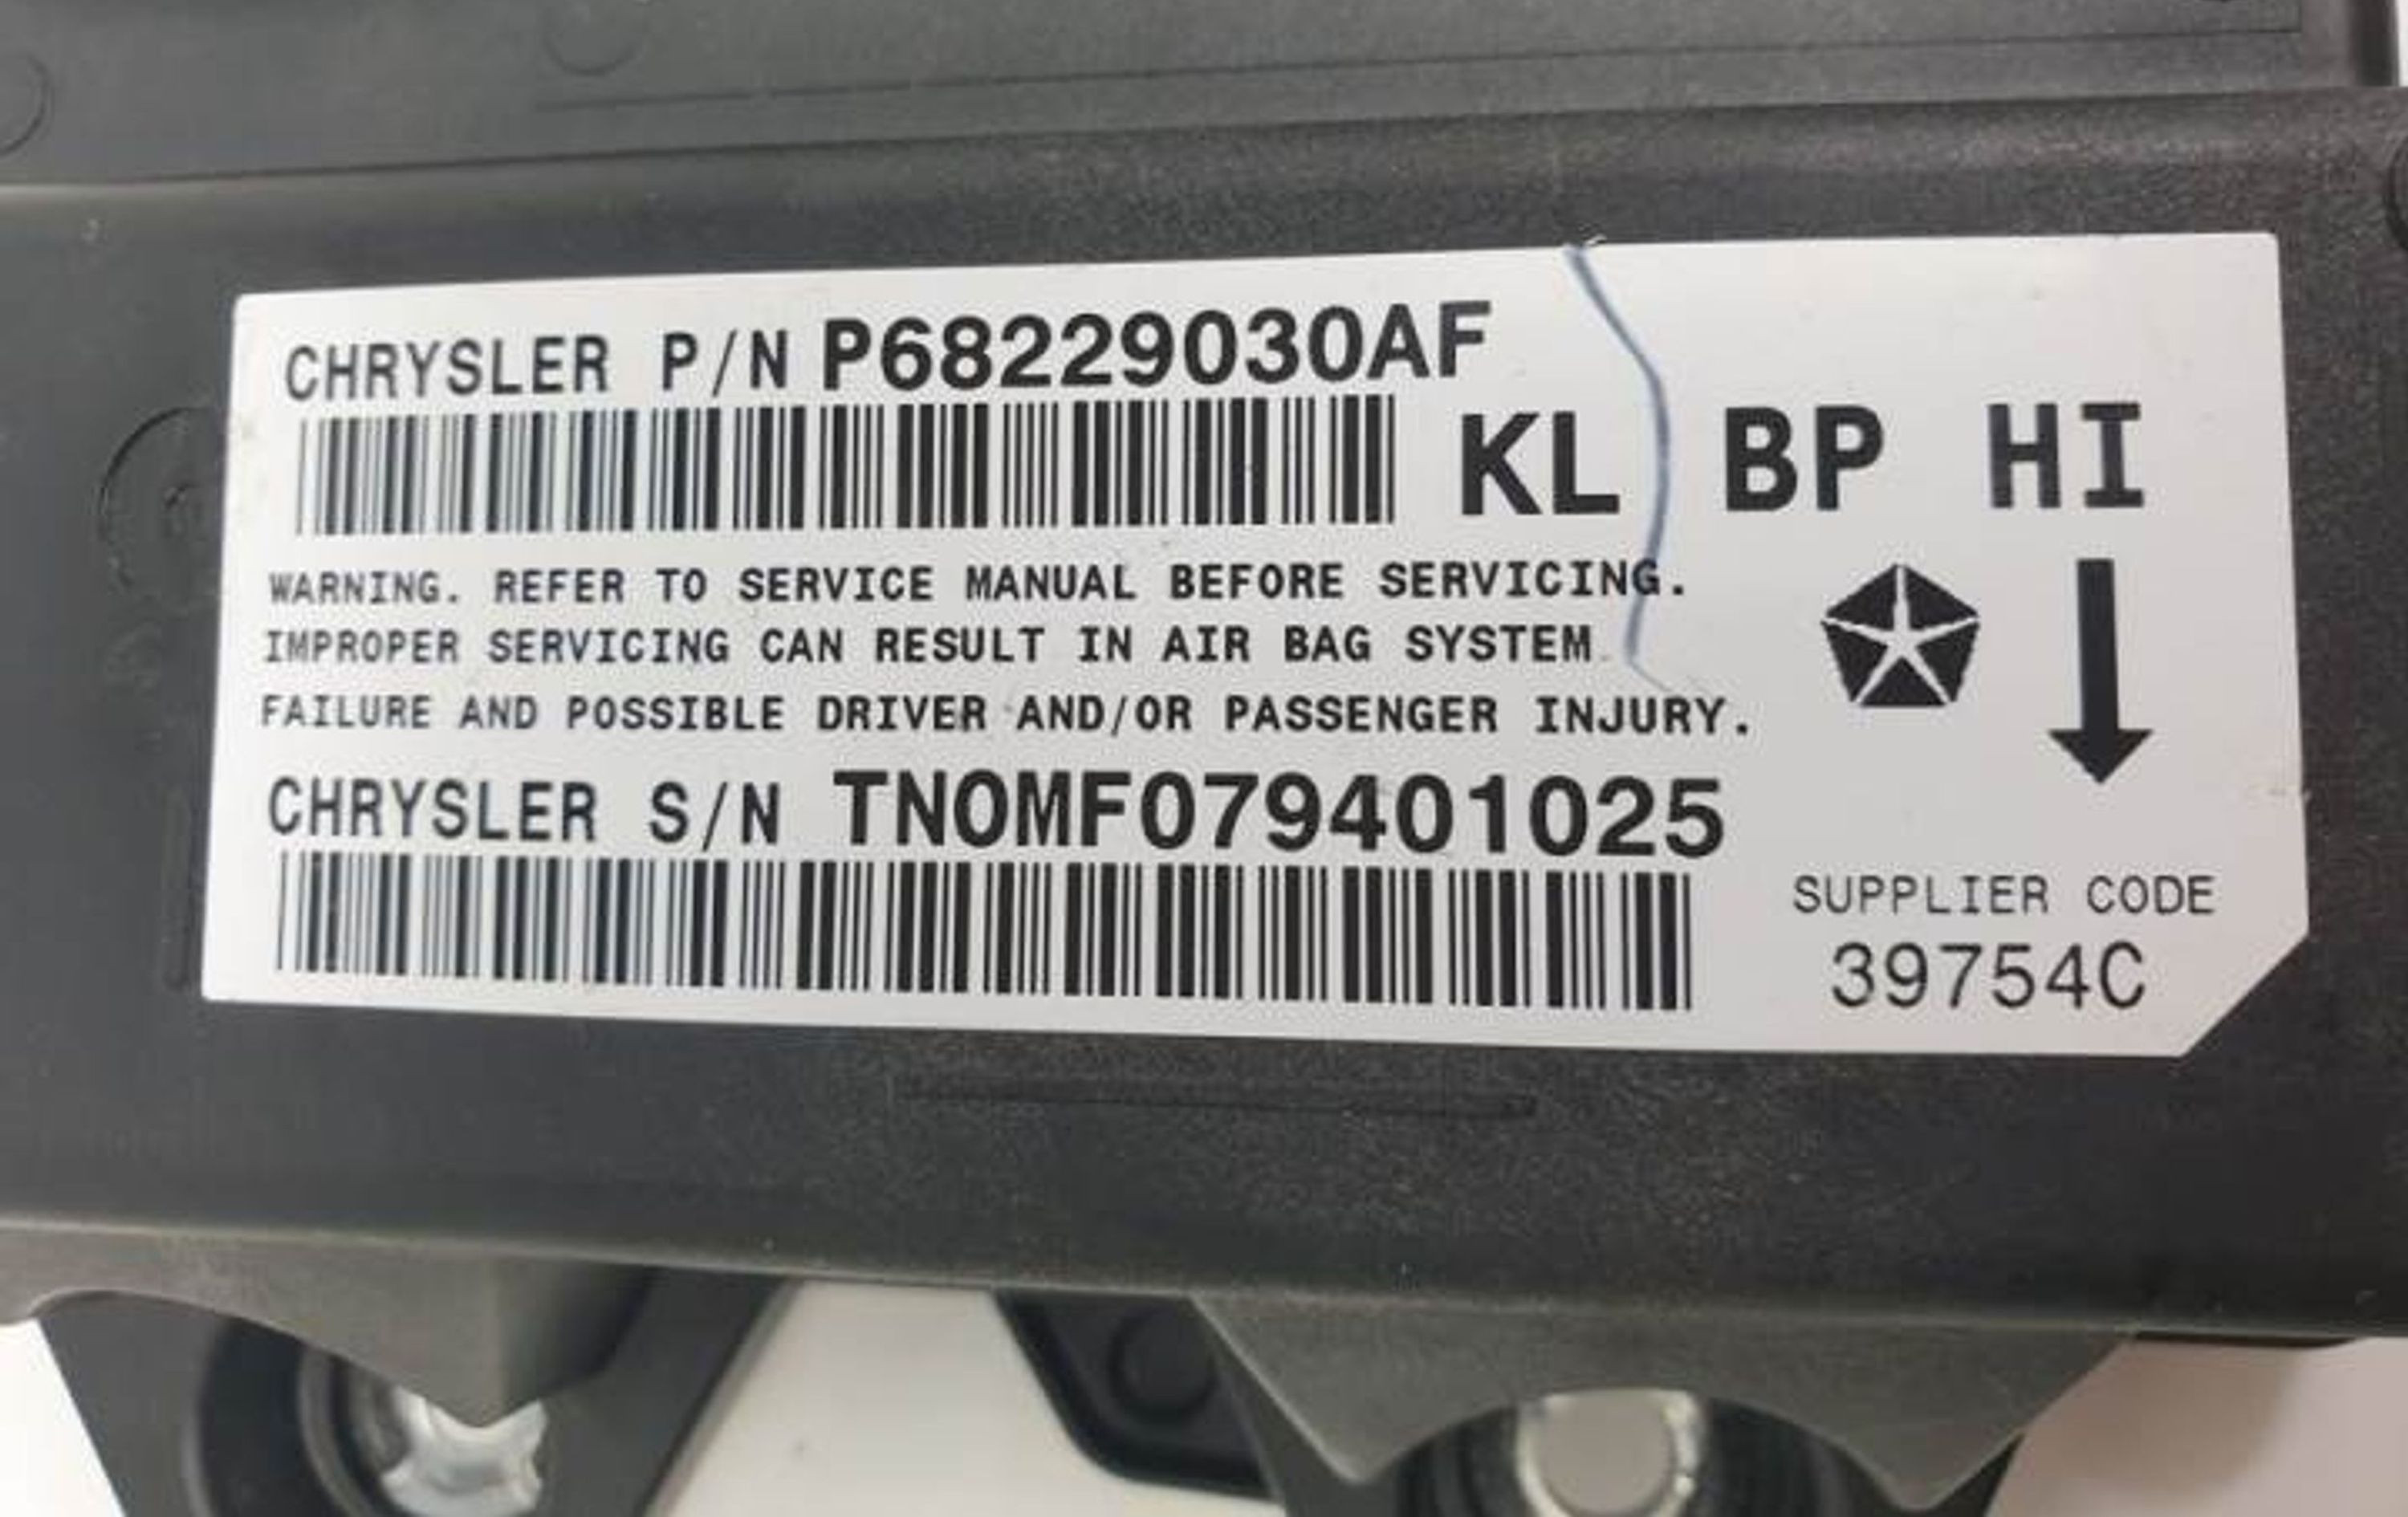 CHRYSLER P/N P68229030AF
KL BP HI
WARNING. REFER TO SERVICE MANUAL BEFORE SERVICING.
IMPROPER SERVICING CAN RESULT IN AIR BAG SYSTEM
FAILURE AND POSSIBLE DRIVER AND/OR PASSENGER INJURY.
CHRYSLER S/N TN0MF079401025
SUPPLIER CODE
39754C